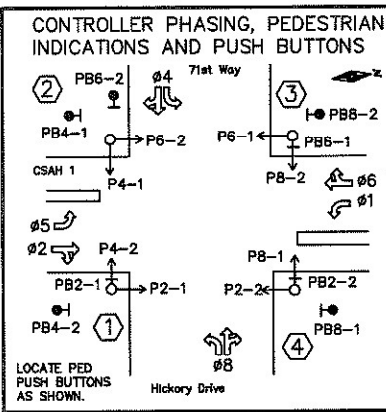 CONTROLLER PHASING, PEDESTRIAN
INDICATIONS AND PUSH BUTTONS
2
PB6-2
ø4
71st Way
3
z
PB4-1
PB8-2
P6-2
P6-1
PB6-1
CSAH 1
P4-1
P8-2
ø6
ø1
ø5
ø2
P4-2
P8-1
PB2-1
P2-1
P2-2
PB2-2
PB4-2
1
4
PB8-1
ø8
LOCATE PED
PUSH BUTTONS
AS SHOWN.
Hickory Drive